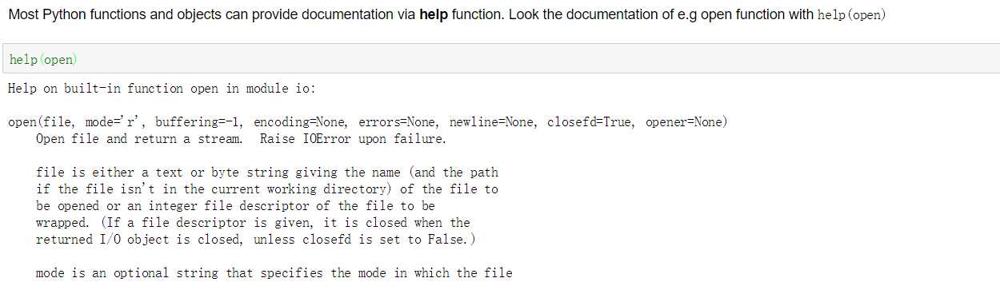 Most Python functions and objects can provide documentation via help function. Look the documentation of e.g open function with help(open)
help(open)
Help on built-in function open in module io:
open(file, mode='r', buffering=-1, encoding=None, errors=None, newline=None, closefd=True, opener=None)
Open file and return a stream.  Raise IOError upon failure.
file is either a text or byte string giving the name (and the path
if the file isn't in the current working directory) of the file to
be opened or an integer file descriptor of the file to be
wrapped. (If a file descriptor is given, it is closed when the
returned I/O object is closed, unless closefd is set to False.)
mode is an optional string that specifies the mode in which the file